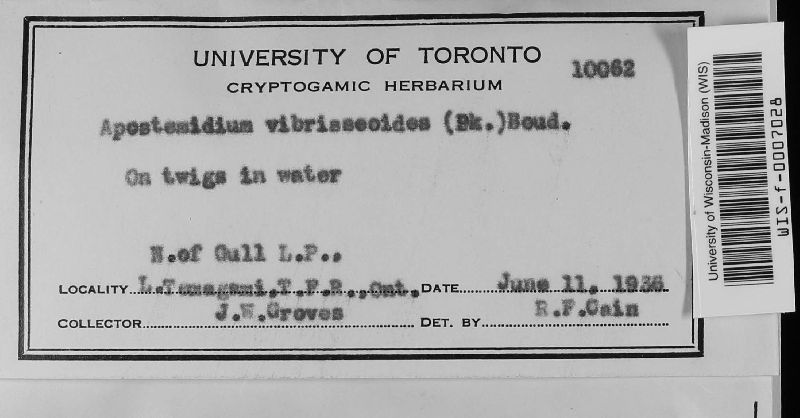 UNIVERSITY OF TORONTO
10062
CRYPTOGAMIC HERBARIUM
Apostemidium vibrisseoides (Pk.)Boud.
On twigs in water
N.of Gull L.P.,
LOCALITY L.Temagami,T.F.R.,Ont. DATE June 11, 1936
COLLECTOR J.W.Groves DET. BY R.F.Cain
University of Wisconsin-Madison (WIS)
WIS-f-0007028